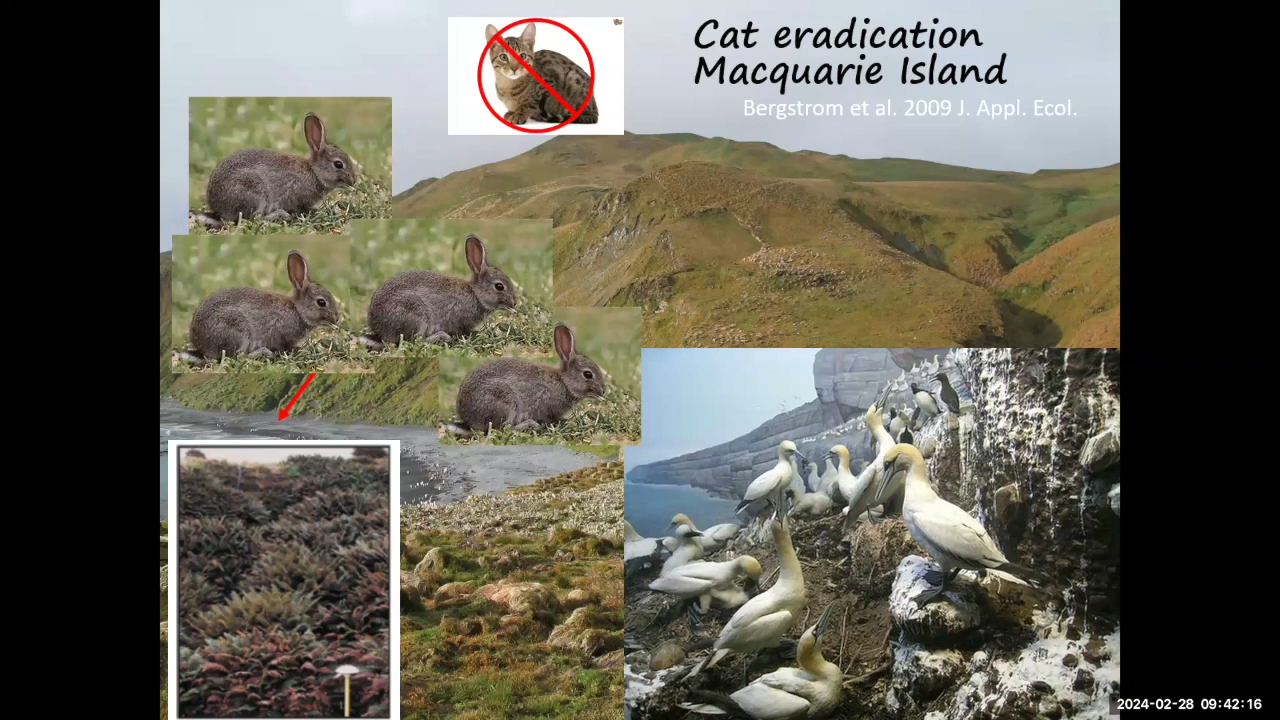 Cat eradication
Macquarie Island
Bergstrom et al. 2009 J. Appl. Ecol.
2024-02-28 09:42:16